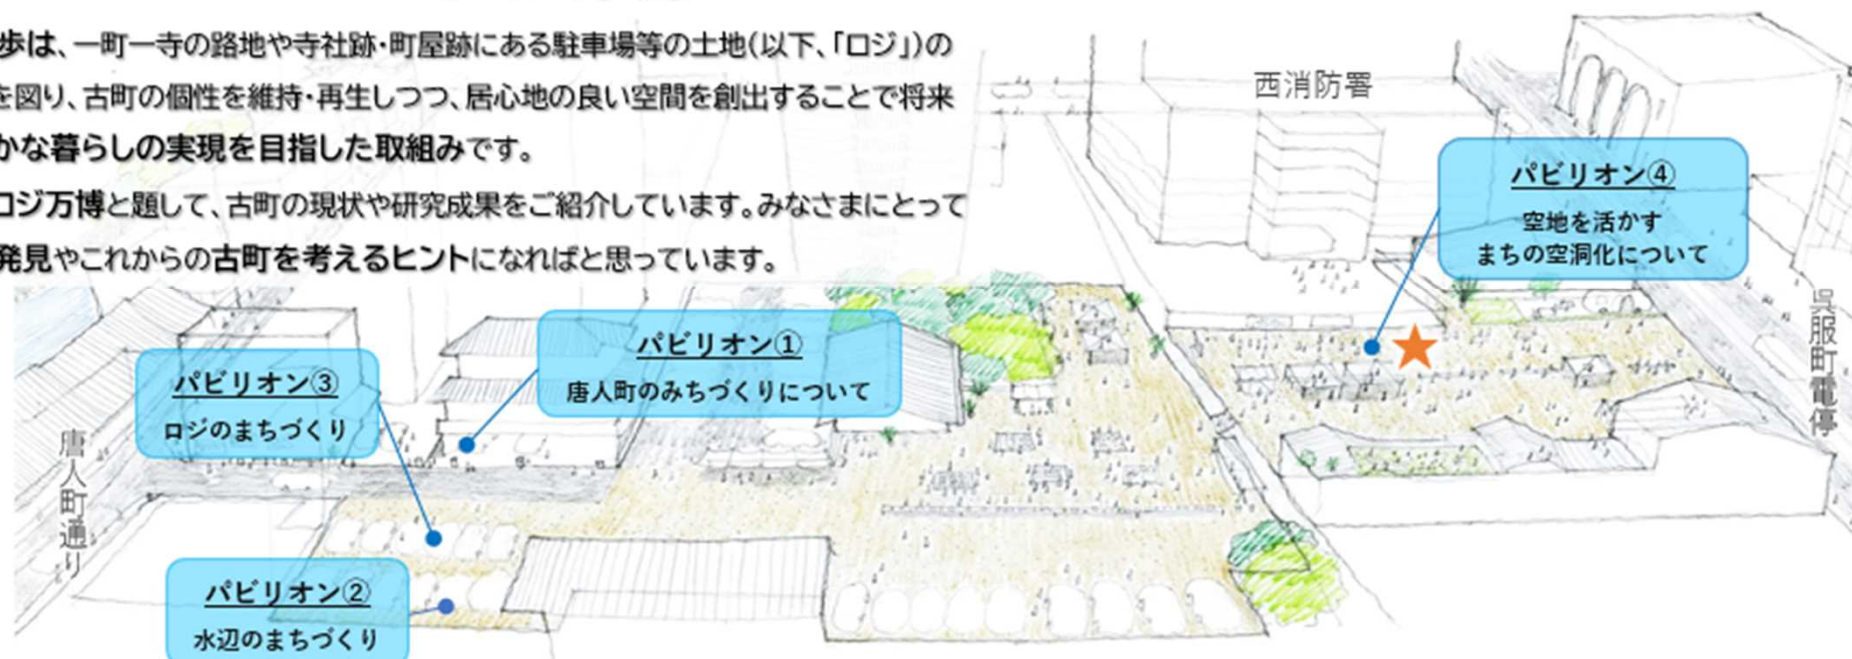 歩は、一町一寺の路地や寺社跡・町屋跡にある駐車場等の土地(以下、「ロジ」)の
を図り、古町の個性を維持・再生しつつ、居心地の良い空間を創出することで将来
かな暮らしの実現を目指した取組みです。
ロジ万博と題して、古町の現状や研究成果をご紹介しています。みなさまにとって
発見やこれからの古町を考えるヒントになればと思っています。
西消防署
パビリオン④
空地を活かす
まちの空洞化について
呉服町電停
パビリオン①
唐人町のみちづくりについて
パビリオン③
ロジのまちづくり
唐人町通り
パビリオン②
水辺のまちづくり